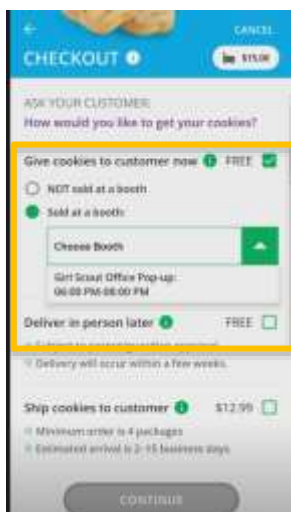 CANCEL
CHECKOUT
$15.00
ASK YOUR CUSTOMER:
How would you like to get your cookies?
Give cookies to customer now FREE
NOT sold at a booth
Sold at a booth:
Choose Booth
Girl Scout Office Pop-up:
06:00 PM-08:00 PM
Deliver in person later FREE
Delivery will occur within a few weeks.
Ship cookies to customer $12.99
Minimum order is 4 packages
Estimated arrival is 2-15 business days
CONTINUE